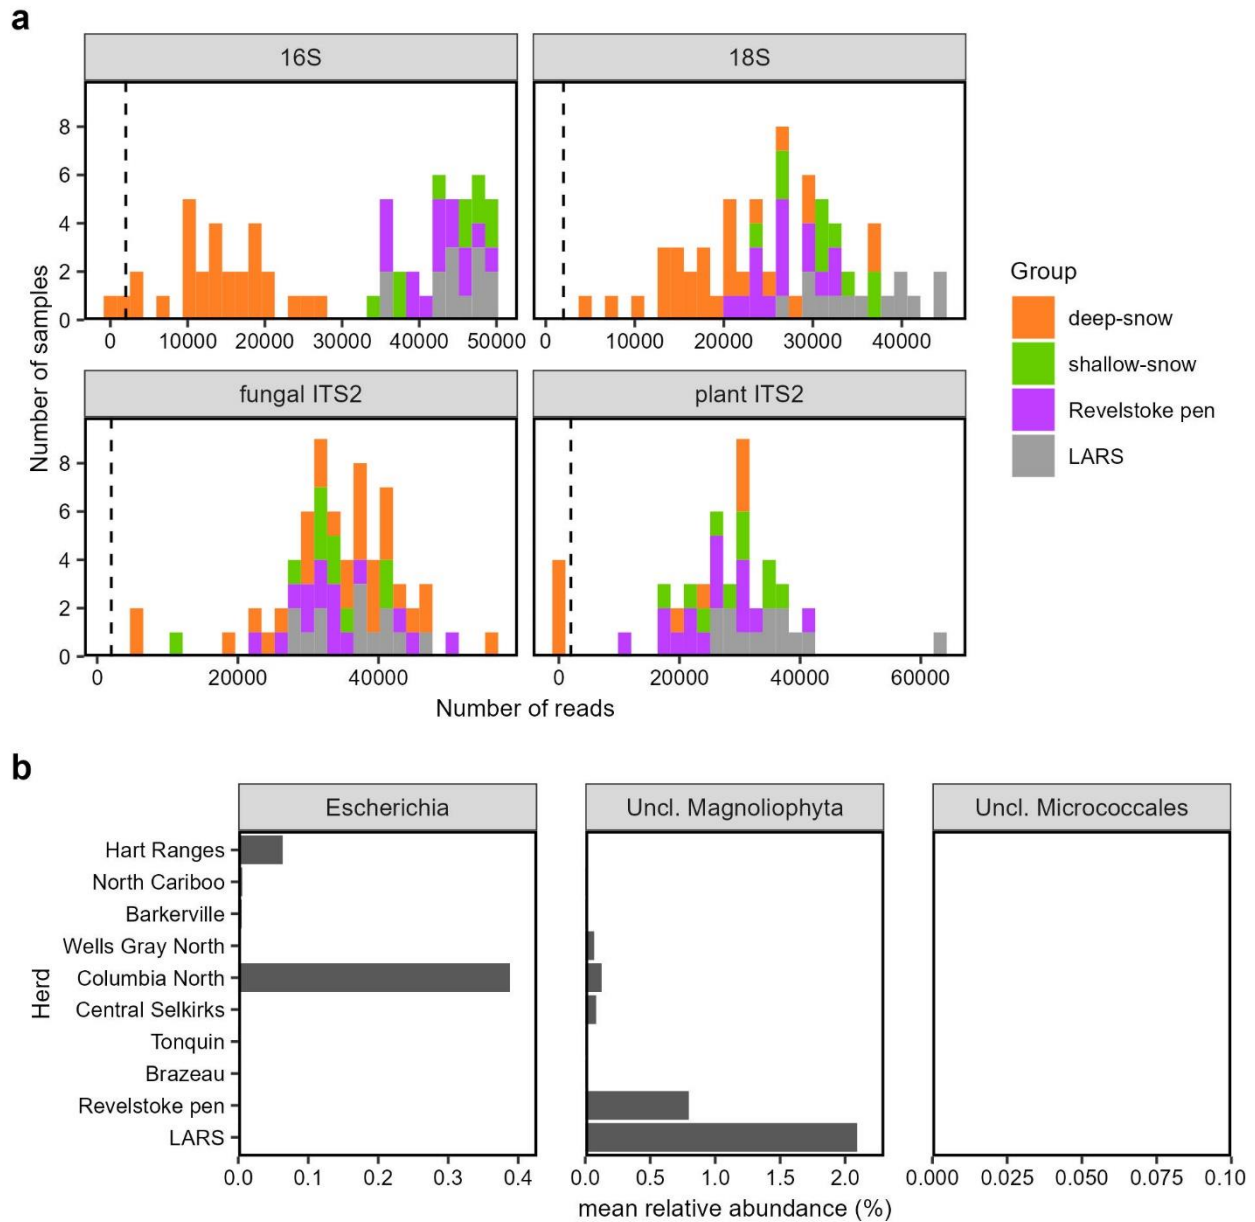 a
16S
18S
Number of samples
8
6
4
2
0
0 10000 20000 30000 40000 50000
0 10000 20000 30000 40000
fungal ITS2
plant ITS2
8
6
4
2
0
0 20000 40000
0 20000 40000 60000
Number of reads
Group
deep-snow
shallow-snow
Revelstoke pen
LARS
b
Escherichia
Uncl. Magnoliophyta
Uncl. Micrococcales
Herd
Hart Ranges
North Cariboo
Barkerville
Wells Gray North
Columbia North
Central Selkirks
Tonquin
Brazeau
Revelstoke pen
LARS
0.0 0.1 0.2 0.3 0.4
0.0 0.5 1.0 1.5 2.0
0.000 0.025 0.050 0.075 0.100
mean relative abundance (%)